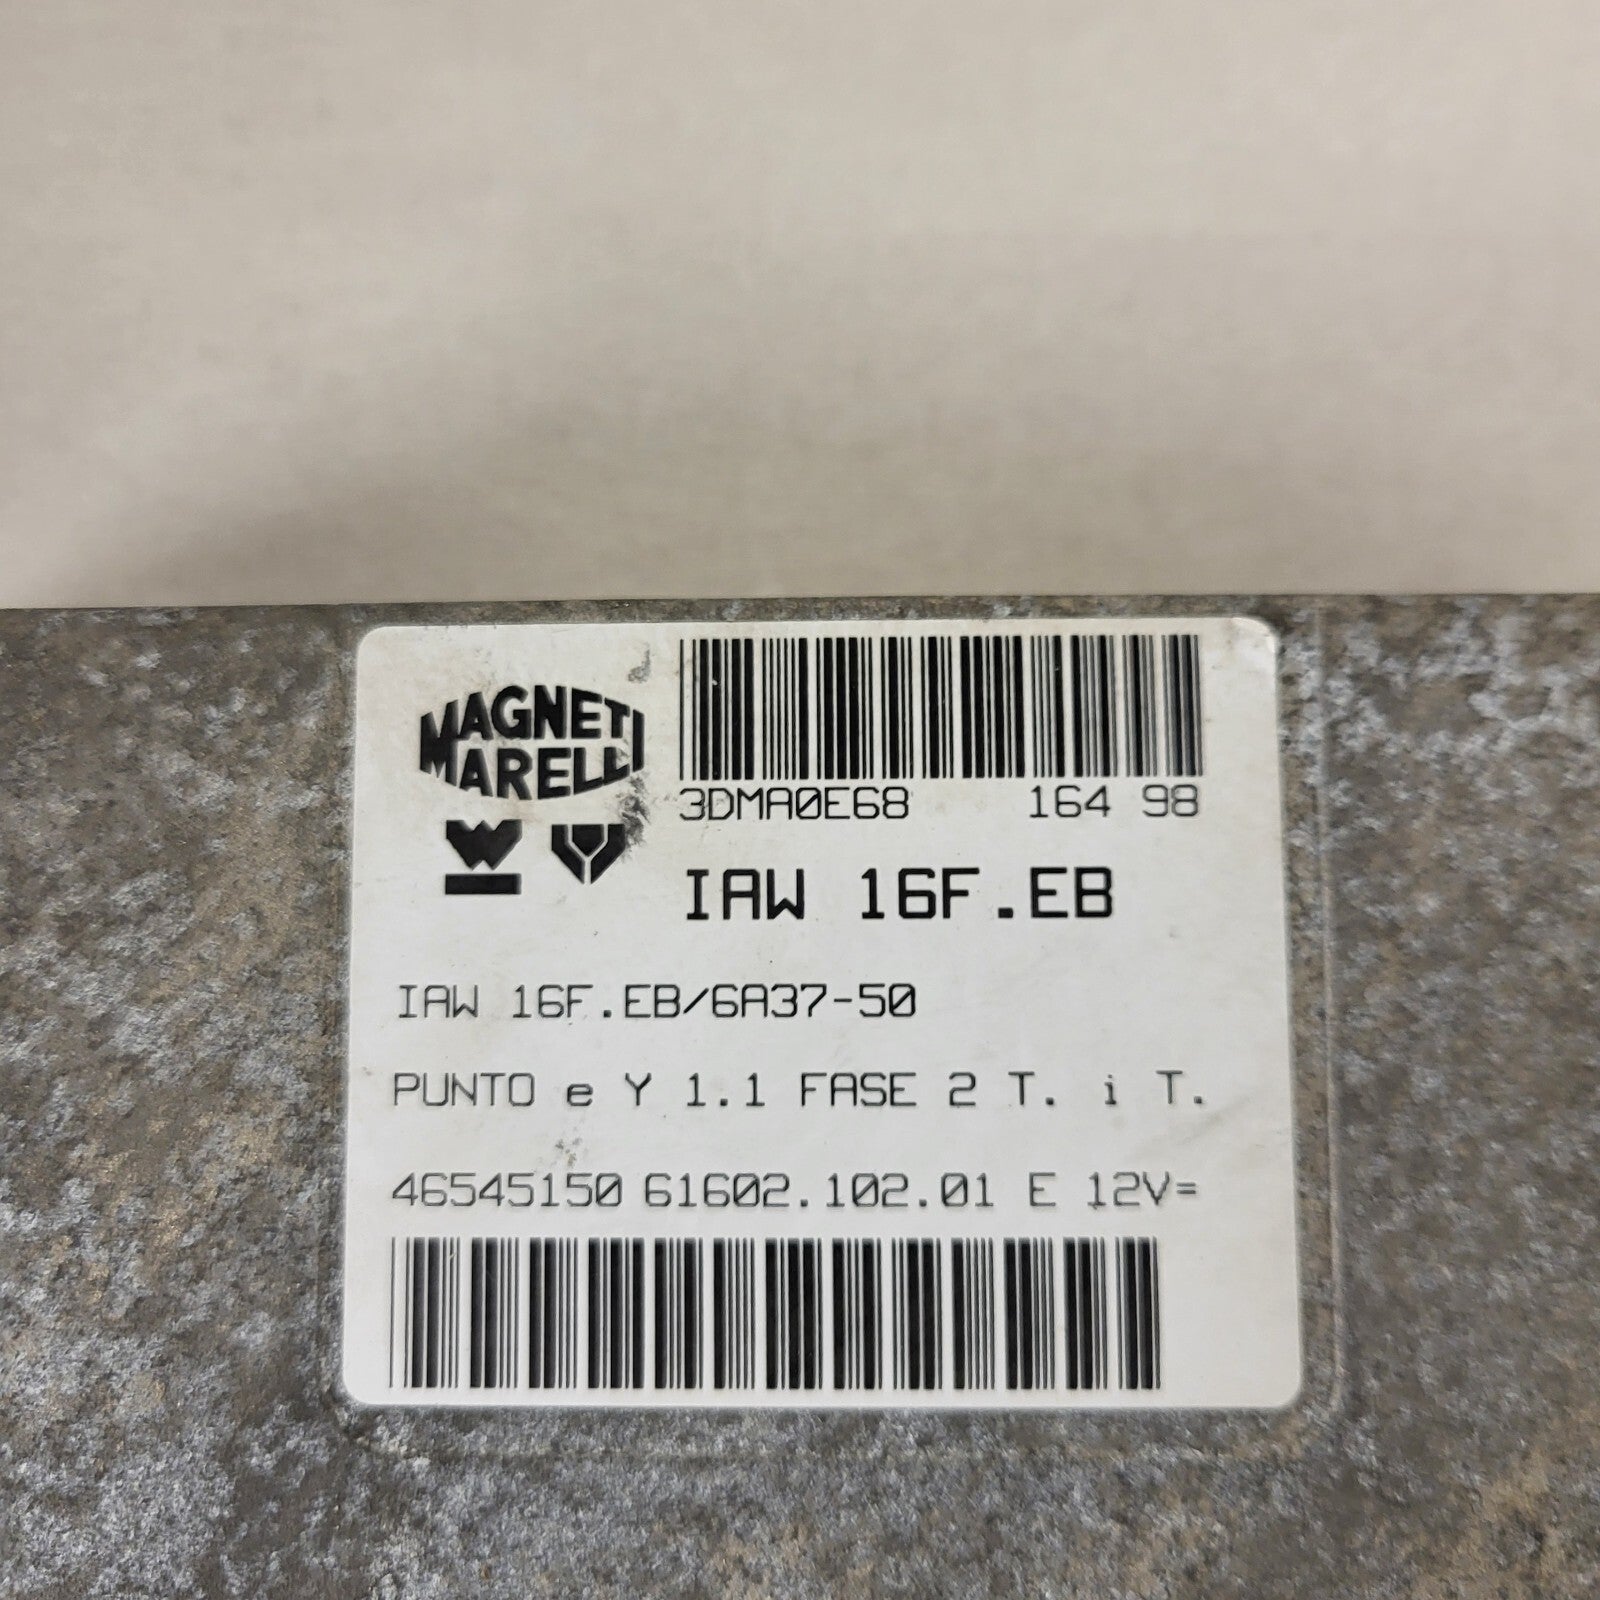 MAGNETI
MARELLI
3DMA0E68 164 98
IAW 16F.EB
IAW 16F.EB/6A37-50
PUNTO e Y 1.1 FASE 2 T. i T.
46545150 61602.102.01 E 12V=